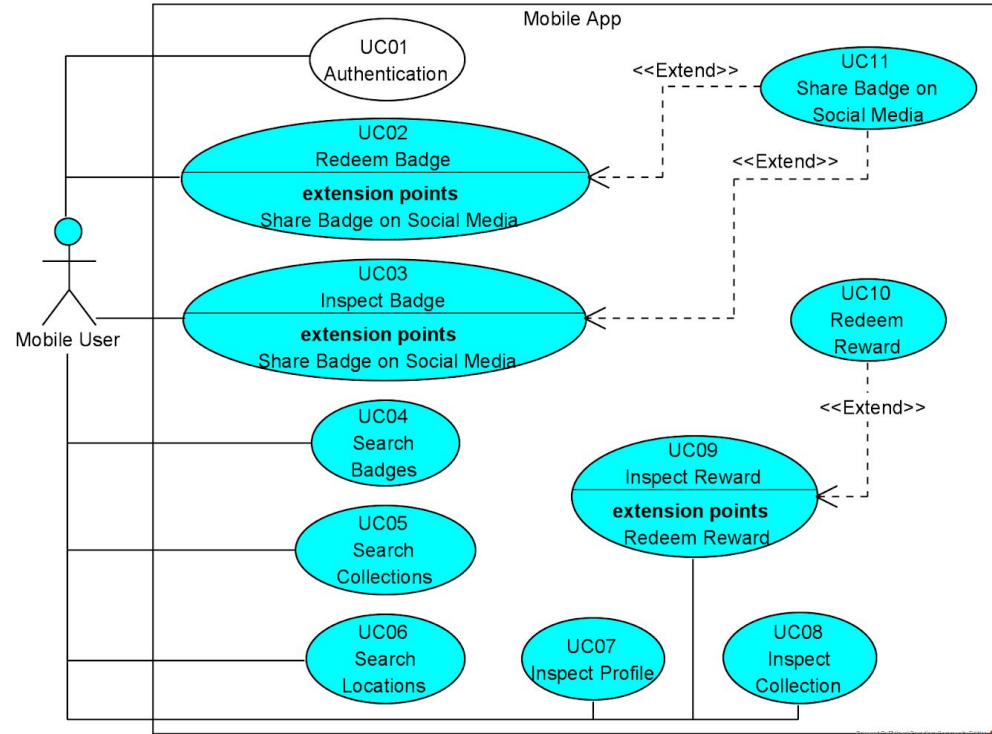 Mobile App
UC01
Authentication
<<Extend>>
UC11
Share Badge on
Social Media
UC02
Redeem Badge
extension points
Share Badge on Social Media
<<Extend>>
UC03
Inspect Badge
extension points
Share Badge on Social Media
Mobile User
UC10
Redeem
Reward
<<Extend>>
UC04
Search
Badges
UC09
Inspect Reward
extension points
Redeem Reward
UC05
Search
Collections
UC06
Search
Locations
UC07
Inspect Profile
UC08
Inspect
Collection